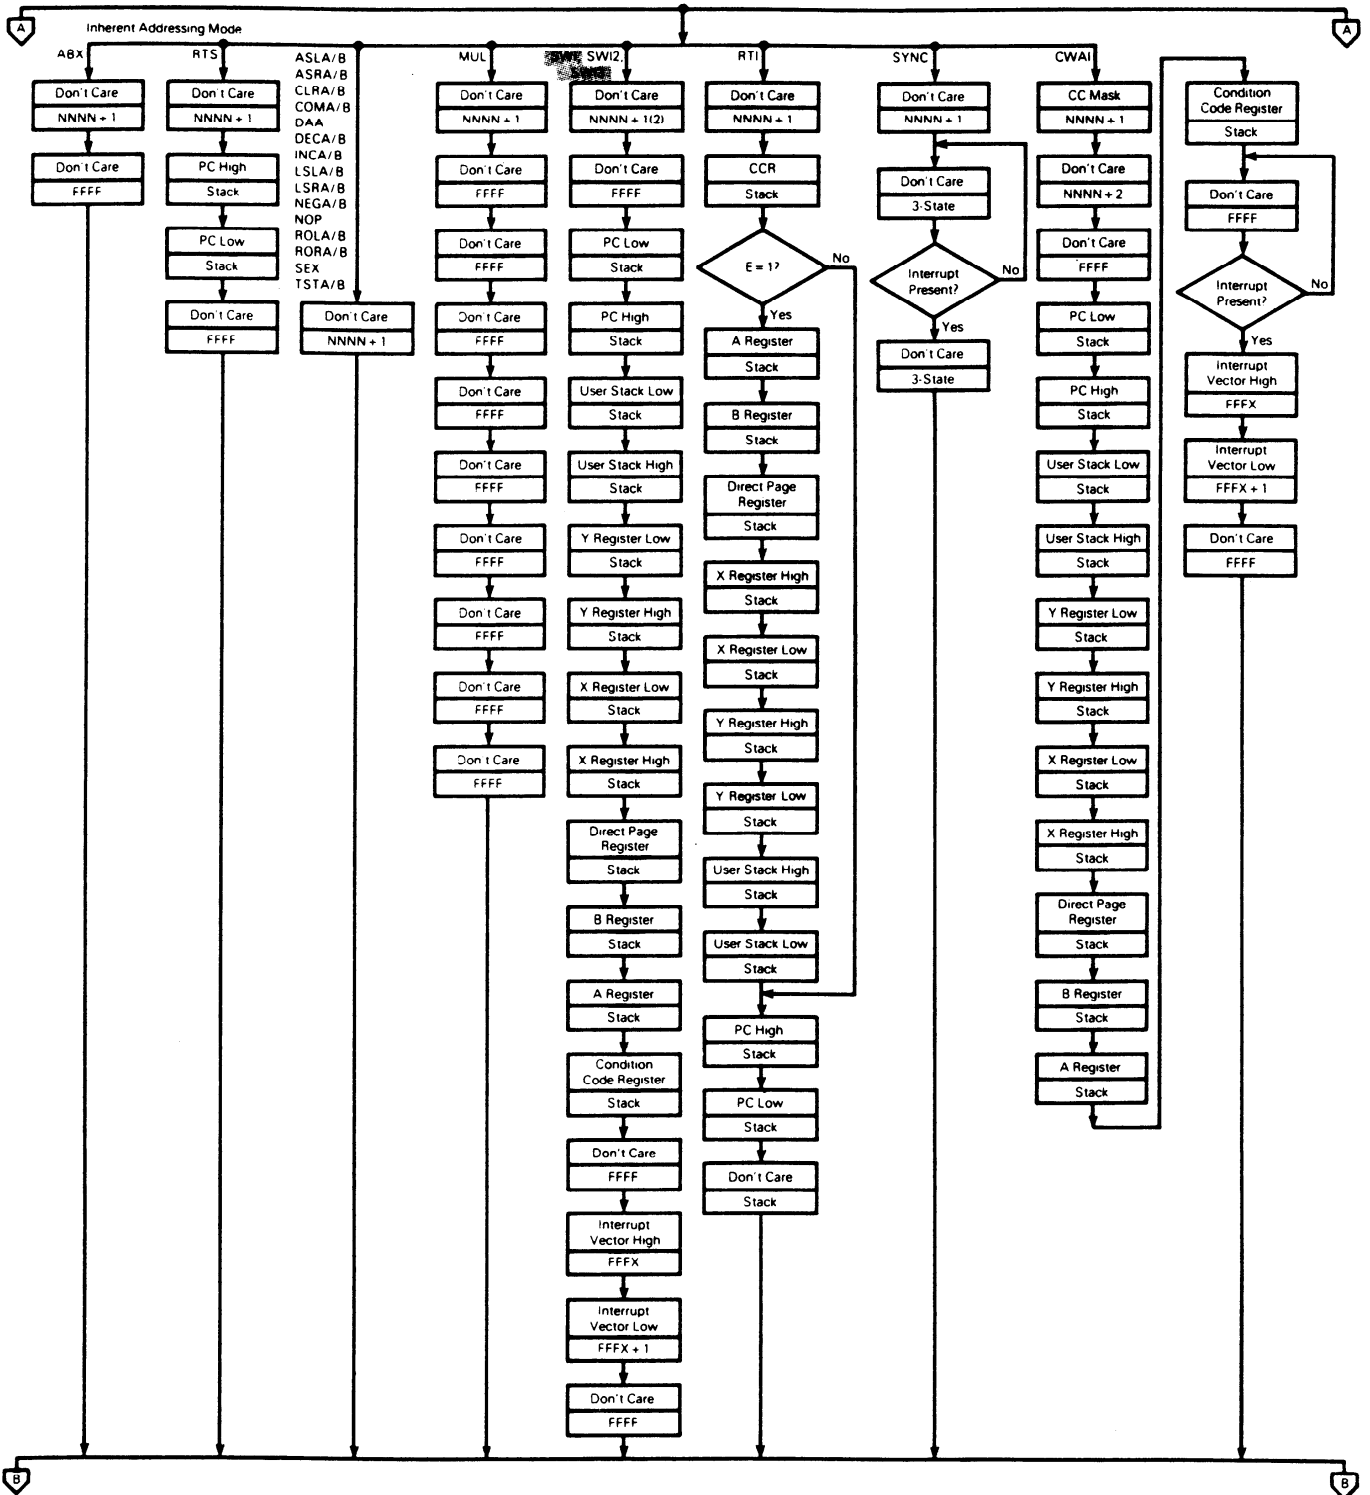 A
A
Inherent Addressing Mode
ABX
Don't Care
NNNN + 1
Don't Care
FFFF
RTS
Don't Care
NNNN + 1
PC High
Stack
PC Low
Stack
Don't Care
FFFF
ASLA/B
ASRA/B
CLRA/B
COMA/B
DAA
DECA/B
INCA/B
LSLA/B
LSRA/B
NEGA/B
NOP
ROLA/B
RORA/B
SEX
TSTA/B
Don't Care
NNNN + 1
MUL
Don't Care
NNNN + 1
Don't Care
FFFF
Don't Care
FFFF
Don't Care
FFFF
Don't Care
FFFF
Don't Care
FFFF
Don't Care
FFFF
Don't Care
FFFF
Don't Care
FFFF
Don't Care
FFFF
SWI, SWI2,
SWI3
Don't Care
NNNN + 1(2)
Don't Care
FFFF
PC Low
Stack
PC High
Stack
User Stack Low
Stack
User Stack High
Stack
Y Register Low
Stack
Y Register High
Stack
X Register Low
Stack
X Register High
Stack
Direct Page
Register
Stack
B Register
Stack
A Register
Stack
Condition
Code Register
Stack
Don't Care
FFFF
Interrupt
Vector High
FFFX
Interrupt
Vector Low
FFFX + 1
Don't Care
FFFF
RTI
Don't Care
NNNN + 1
CCR
Stack
E = 1?
No
Yes
A Register
Stack
B Register
Stack
Direct Page
Register
Stack
X Register High
Stack
X Register Low
Stack
Y Register High
Stack
Y Register Low
Stack
User Stack High
Stack
User Stack Low
Stack
PC High
Stack
PC Low
Stack
Don't Care
Stack
SYNC
Don't Care
NNNN + 1
Don't Care
3-State
Interrupt
Present?
No
Yes
Don't Care
3-State
CWAI
CC Mask
NNNN + 1
Don't Care
NNNN + 2
Don't Care
FFFF
PC Low
Stack
PC High
Stack
User Stack Low
Stack
User Stack High
Stack
Y Register Low
Stack
Y Register High
Stack
X Register Low
Stack
X Register High
Stack
Direct Page
Register
Stack
B Register
Stack
A Register
Stack
Condition
Code Register
Stack
Don't Care
FFFF
Interrupt
Present?
No
Yes
Interrupt
Vector High
FFFX
Interrupt
Vector Low
FFFX + 1
Don't Care
FFFF
B
B